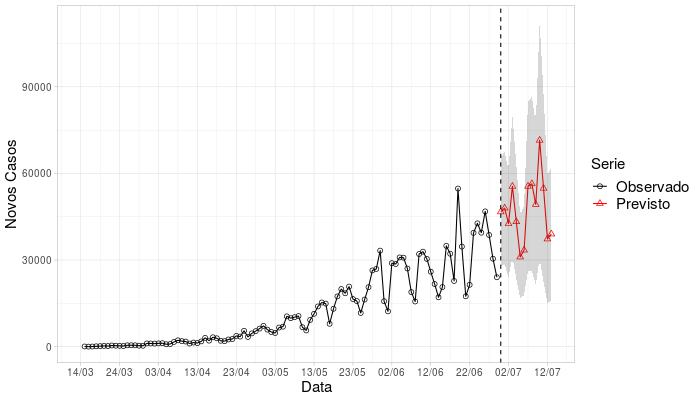 Novos Casos
90000
60000
30000
0
14/03 24/03 03/04 13/04 23/04 03/05 13/05 23/05 02/06 12/06 22/06 02/07 12/07
Data
Serie
Observado
Previsto